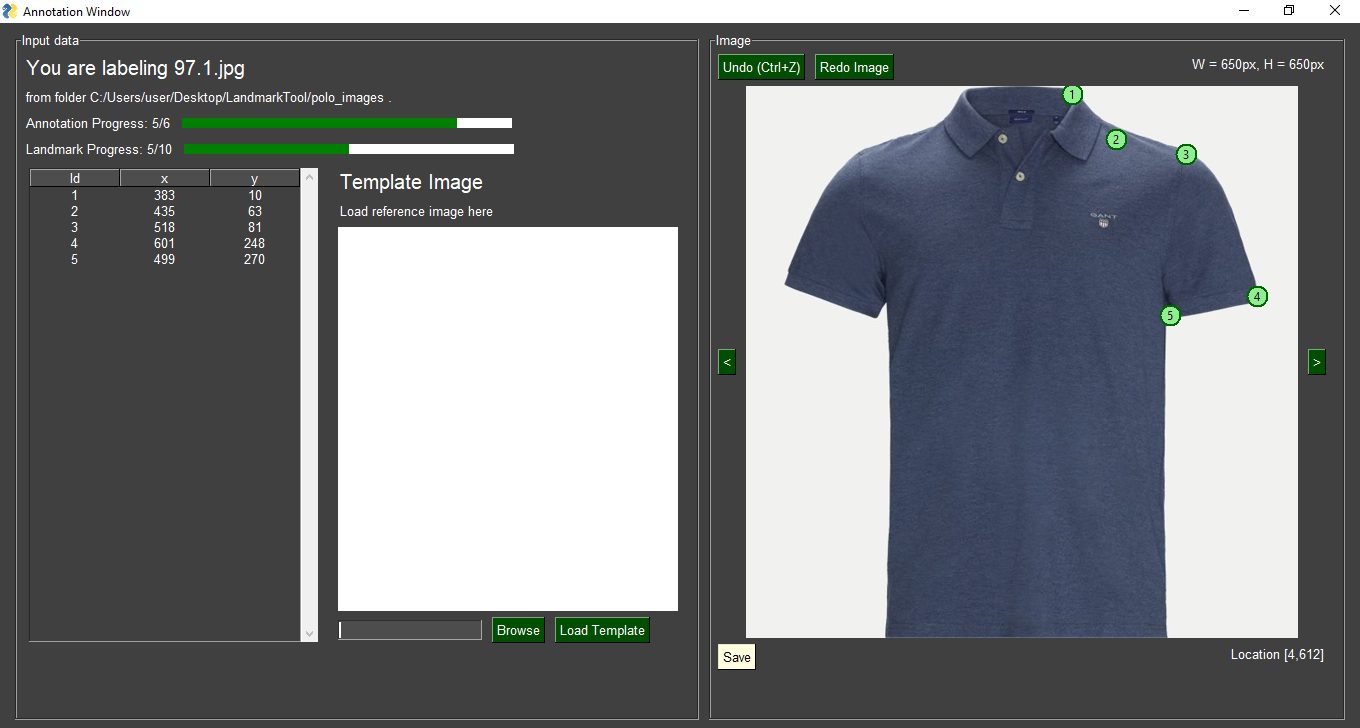 Annotation Window
Input data
You are labeling 97.1.jpg
from folder C:/Users/user/Desktop/LandmarkTool/polo_images .
Annotation Progress: 5/6
Landmark Progress: 5/10
Id x y
1 383 10
2 435 63
3 518 81
4 601 248
5 499 270
Template Image
Load reference image here
Browse Load Template
Image
Undo (Ctrl+Z) Redo Image W = 650px, H = 650px
1
2
3
GANT
4
5
< >
Save Location [4,612]